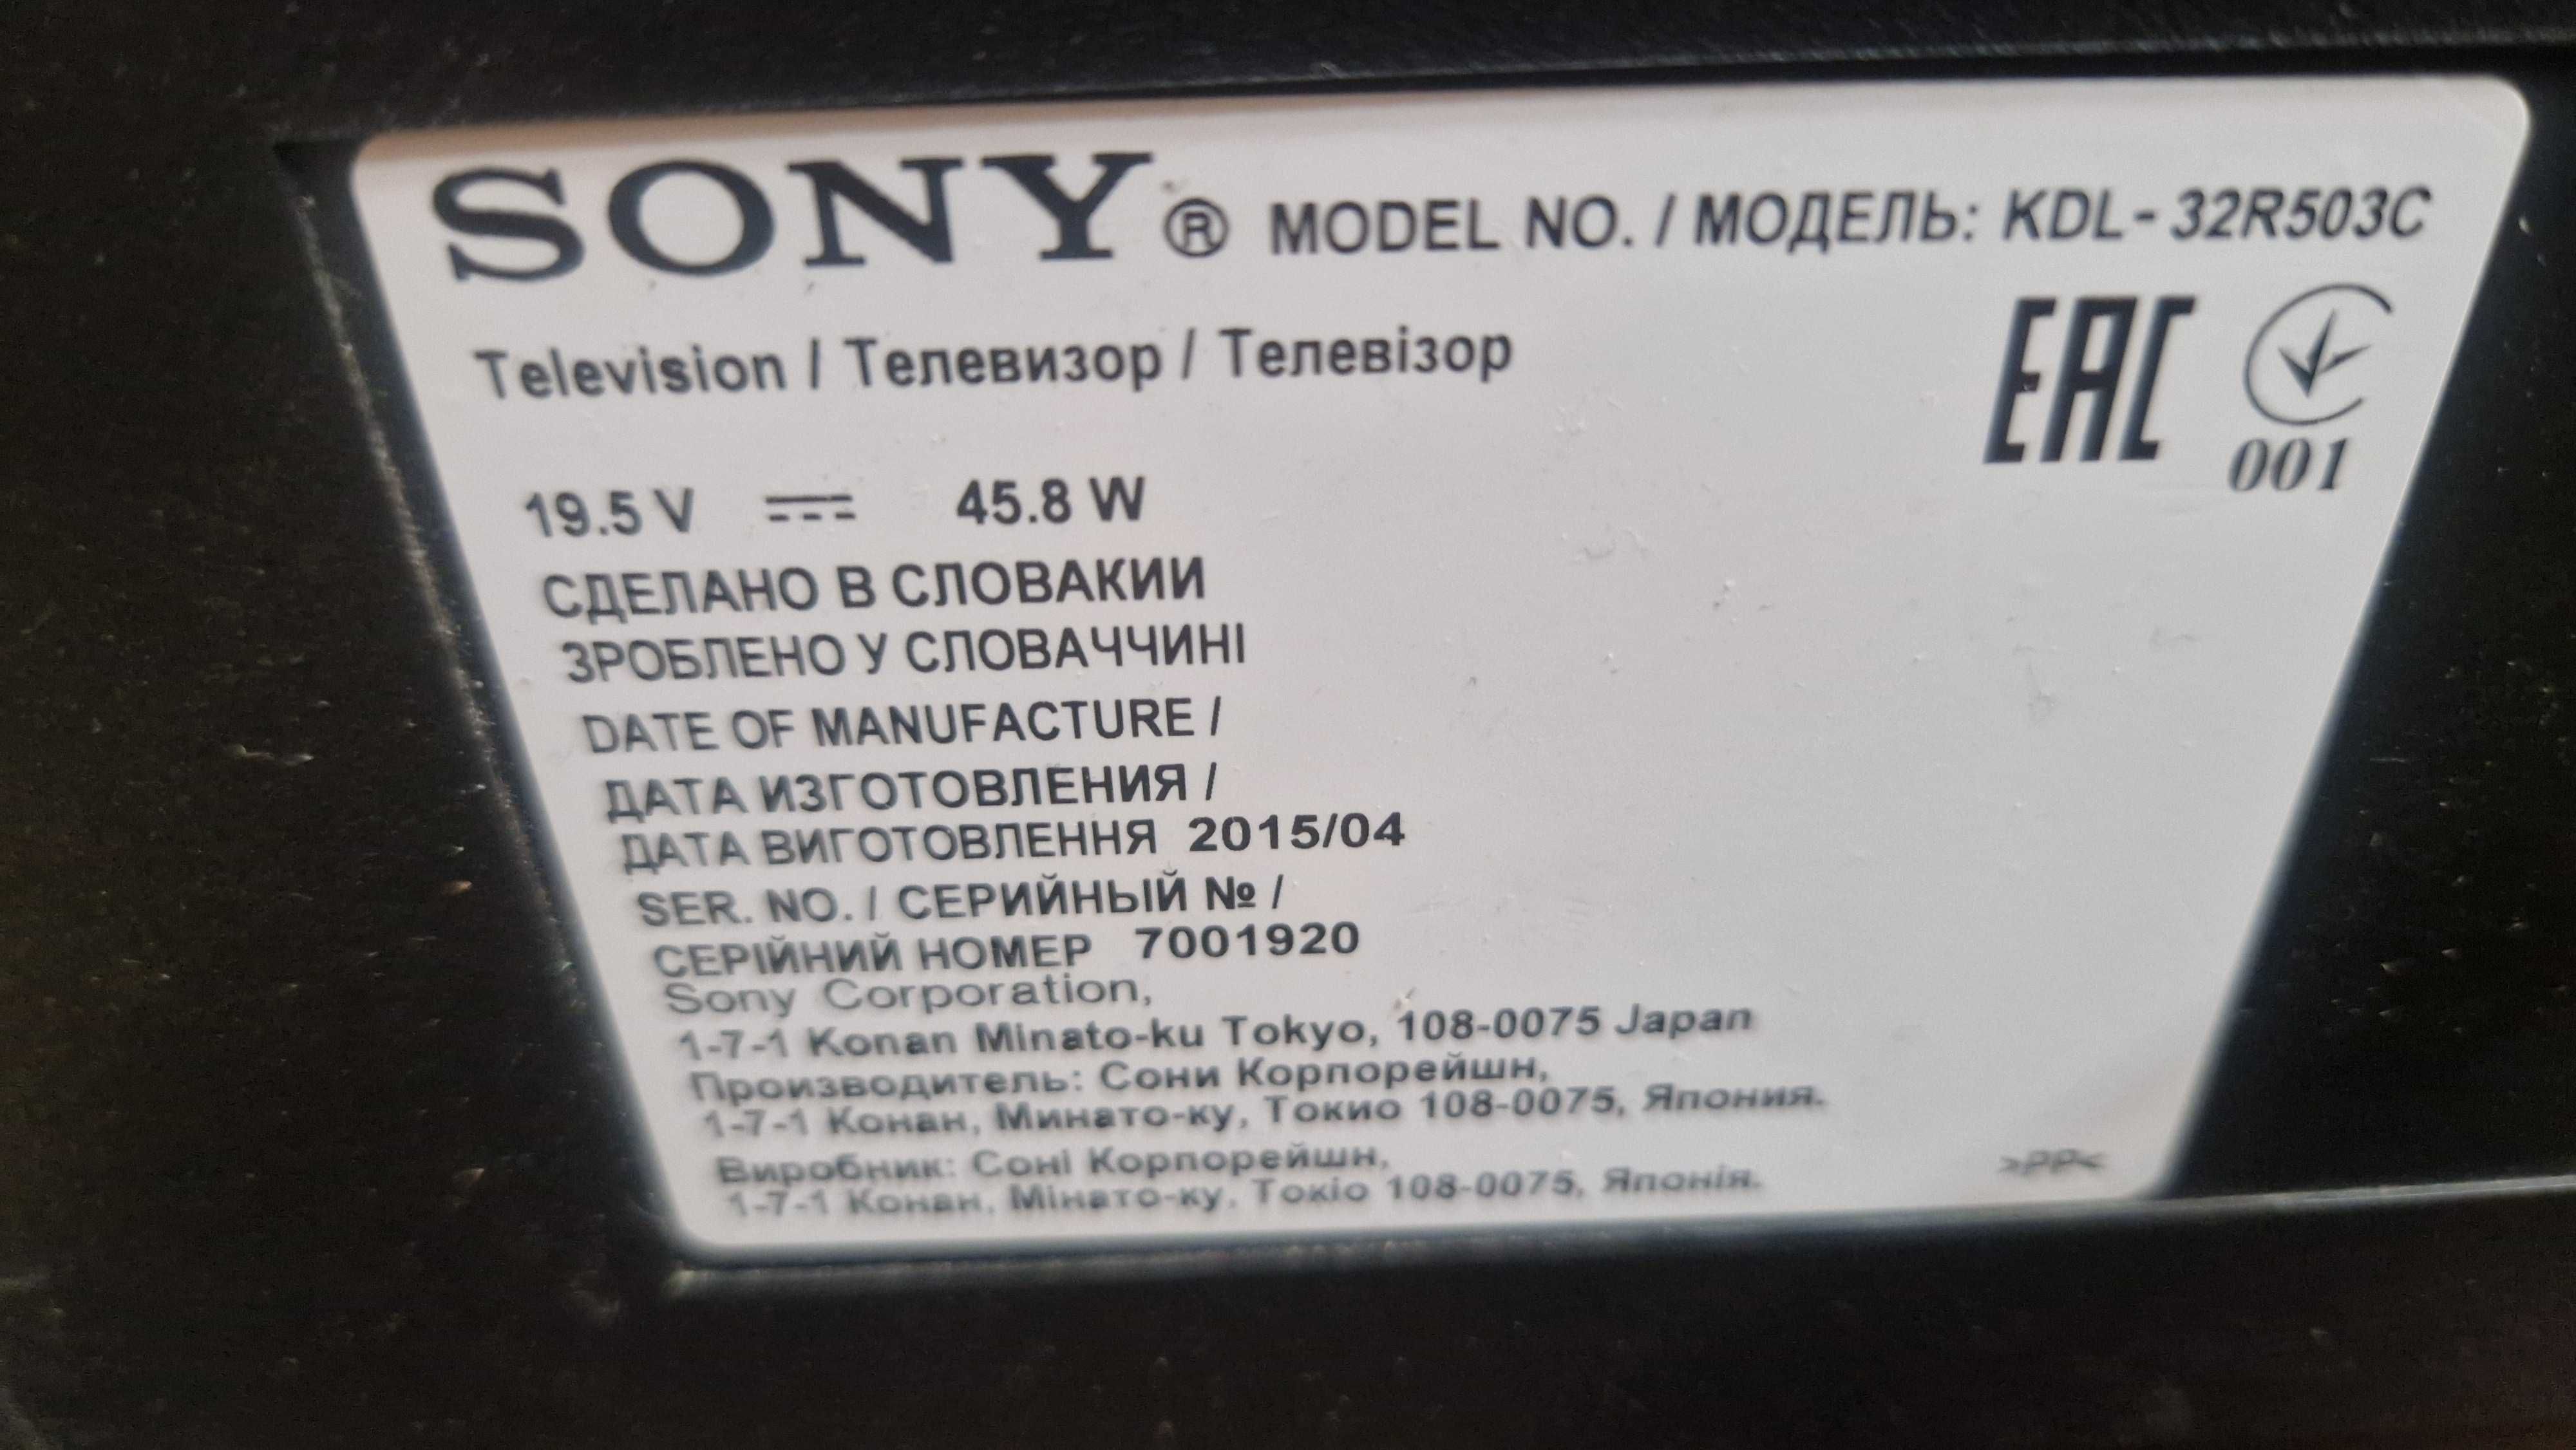 SONY® MODEL NO. / МОДЕЛЬ: KDL-32R503C
Television / Телевизор / Телевізор
EAC
001
19.5 V ⎓ 45.8 W
СДЕЛАНО В СЛОВАКИИ
ЗРОБЛЕНО У СЛОВАЧЧИНІ
DATE OF MANUFACTURE /
ДАТА ИЗГОТОВЛЕНИЯ /
ДАТА ВИГОТОВЛЕННЯ 2015/04
SER. NO. / СЕРИЙНЫЙ № /
СЕРІЙНИЙ НОМЕР 7001920
Sony Corporation,
1-7-1 Konan Minato-ku Tokyo, 108-0075 Japan
Производитель: Сони Корпорейшн,
1-7-1 Конан, Минато-ку, Токио 108-0075, Япония.
Виробник: Соні Корпорейшн,
1-7-1 Конан, Мінато-ку, Токіо 108-0075, Японія.
>PP<